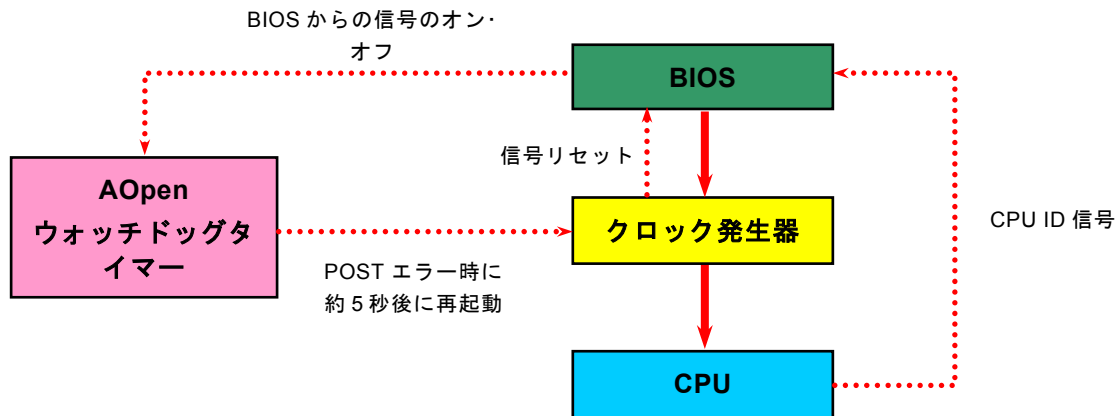 BIOS からの信号のオン・
オフ
BIOS
信号リセット
AOpen
ウォッチドッグタ
イマー
クロック発生器
CPU ID 信号
POST エラー時に
約 5 秒後に再起動
CPU